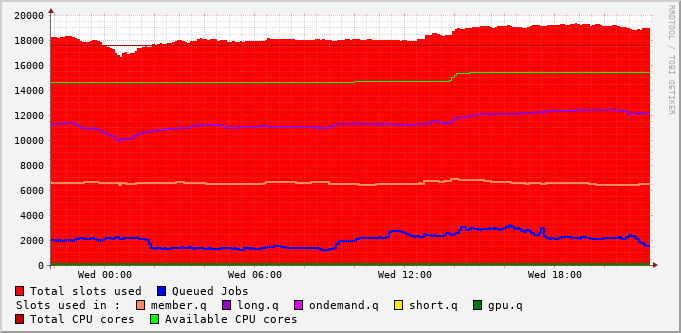 20000
18000
16000
14000
12000
10000
8000
6000
4000
2000
0
Wed 00:00 Wed 06:00 Wed 12:00 Wed 18:00
Total slots used Queued Jobs
Slots used in : member.q long.q ondemand.q short.q gpu.q
Total CPU cores Available CPU cores
RRDTOOL / TOBI OETIKER